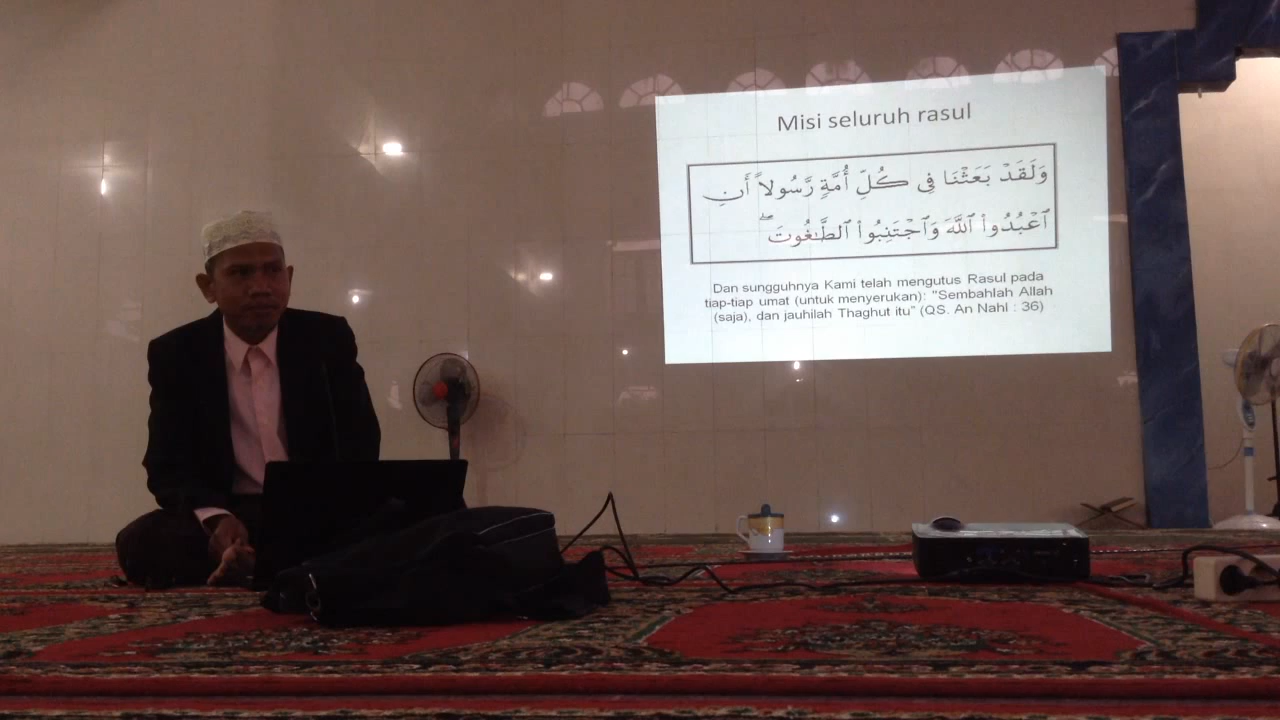 Misi seluruh rasul
وَلَقَدْ بَعَثْنَا فِى كُلِّ أُمَّةٍ رَّسُولاً أَنِ
ٱعْبُدُوا۟ ٱللَّهَ وَٱجْتَنِبُوا۟ ٱلطَّـٰغُوتَ ۖ
Dan sungguhnya Kami telah mengutus Rasul pada
tiap-tiap umat (untuk menyerukan): "Sembahlah Allah
(saja), dan jauhilah Thaghut itu" (QS. An Nahl : 36)